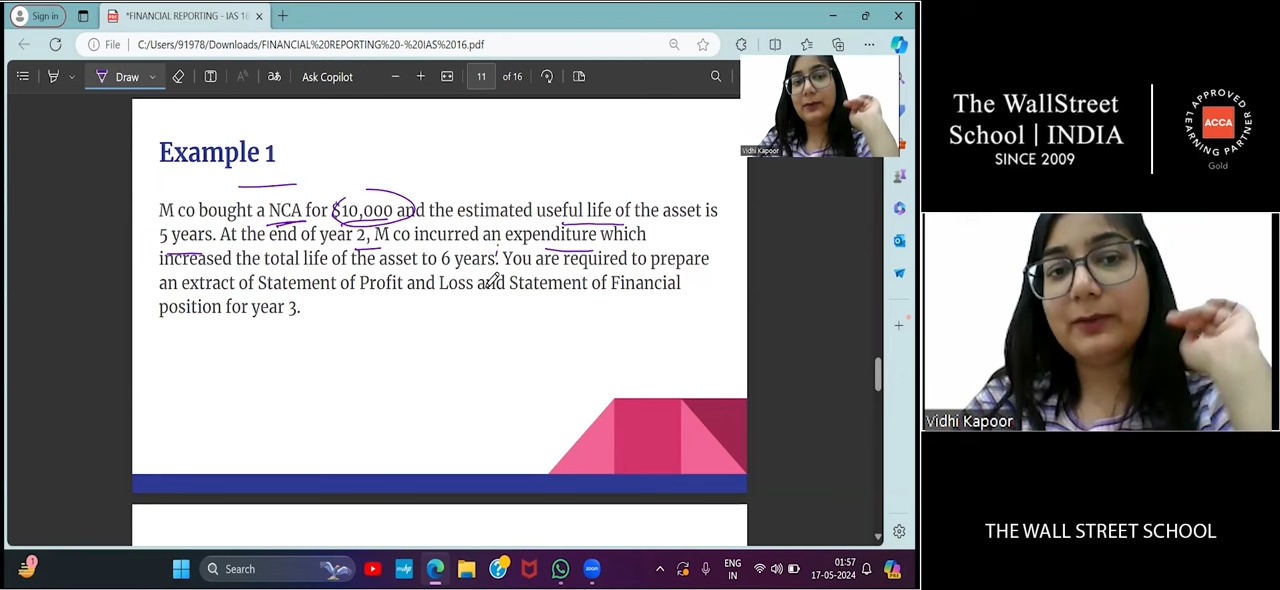 Sign in
*FINANCIAL REPORTING - IAS 16
File
C:/Users/91978/Downloads/FINANCIAL%20REPORTING%20-%20IAS%2016.pdf
Draw
Ask Copilot
11
of 16
Example 1
M co bought a NCA for $10,000 and the estimated useful life of the asset is
5 years. At the end of year 2, M co incurred an expenditure which
increased the total life of the asset to 6 years. You are required to prepare
an extract of Statement of Profit and Loss and Statement of Financial
position for year 3.
Vidhi Kapoor
The WallStreet
School | INDIA
SINCE 2009
APPROVED
LEARNING PARTNER
ACCA
Gold
Vidhi Kapoor
THE WALL STREET SCHOOL
1
Search
ENG
IN
01:57
17-05-2024